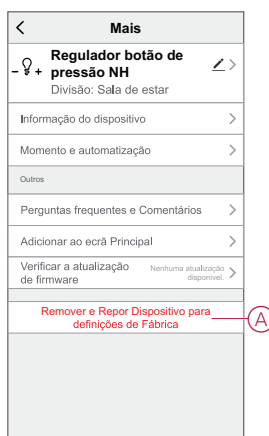 Mais
Regulador botão de
pressão NH
Divisão: Sala de estar
Informação do dispositivo
Momento e automatização
Outros
Perguntas frequentes e Comentários
Adicionar ao ecrã Principal
Verificar a atualização
de firmware
Nenhuma atualização
disponível.
Remover e Repor Dispositivo para
definições de Fábrica
A